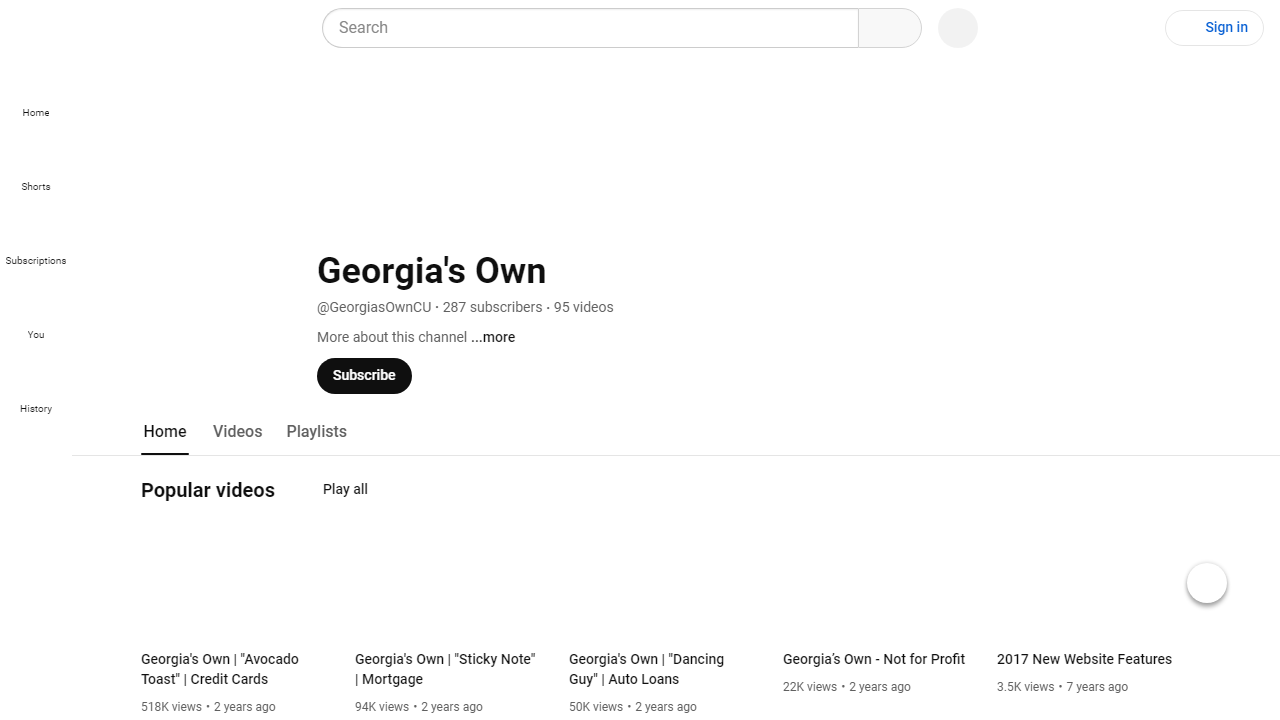 Search
Sign in
Home
Shorts
Subscriptions
You
History
Georgia's Own
@GeorgiasOwnCU · 287 subscribers · 95 videos
More about this channel ...more
Subscribe
Home Videos Playlists
Popular videos Play all
Georgia's Own | "Avocado
Toast" | Credit Cards
518K views • 2 years ago
Georgia's Own | "Sticky Note"
| Mortgage
94K views • 2 years ago
Georgia's Own | "Dancing
Guy" | Auto Loans
50K views • 2 years ago
Georgia’s Own - Not for Profit
22K views • 2 years ago
2017 New Website Features
3.5K views • 7 years ago